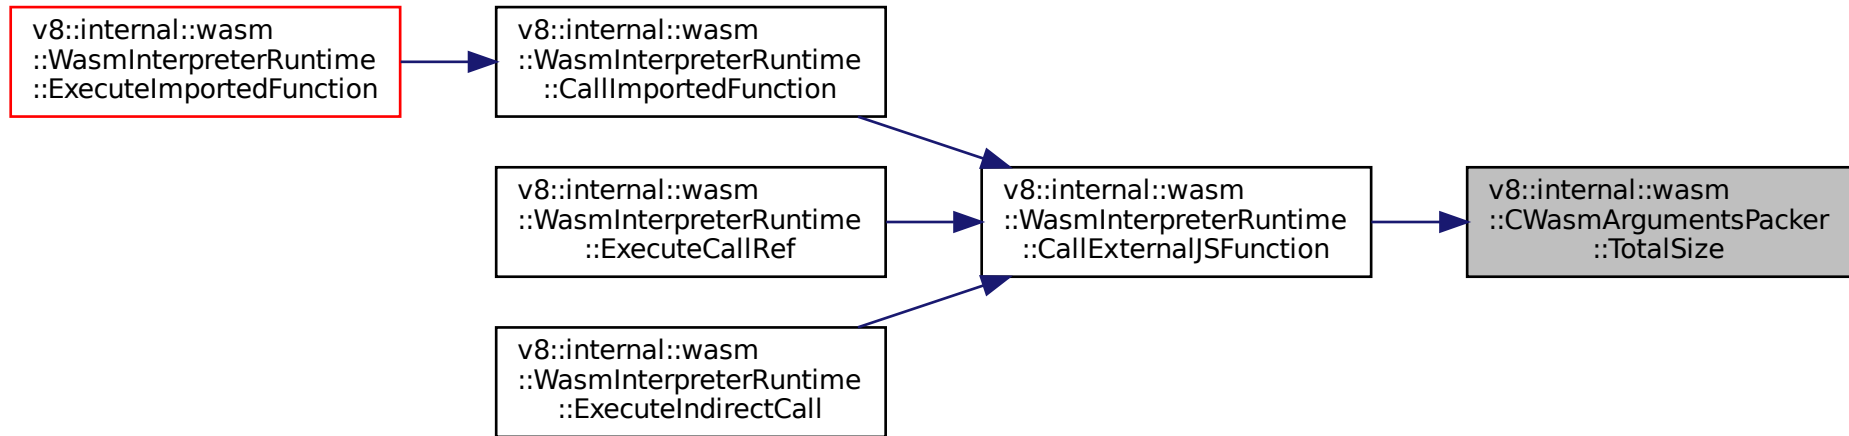 v8::internal::wasm
::WasmInterpreterRuntime
::ExecuteImportedFunction
v8::internal::wasm
::WasmInterpreterRuntime
::CallImportedFunction
v8::internal::wasm
::WasmInterpreterRuntime
::ExecuteCallRef
v8::internal::wasm
::WasmInterpreterRuntime
::ExecuteIndirectCall
v8::internal::wasm
::WasmInterpreterRuntime
::CallExternalJSFunction
v8::internal::wasm
::CWasmArgumentsPacker
::TotalSize